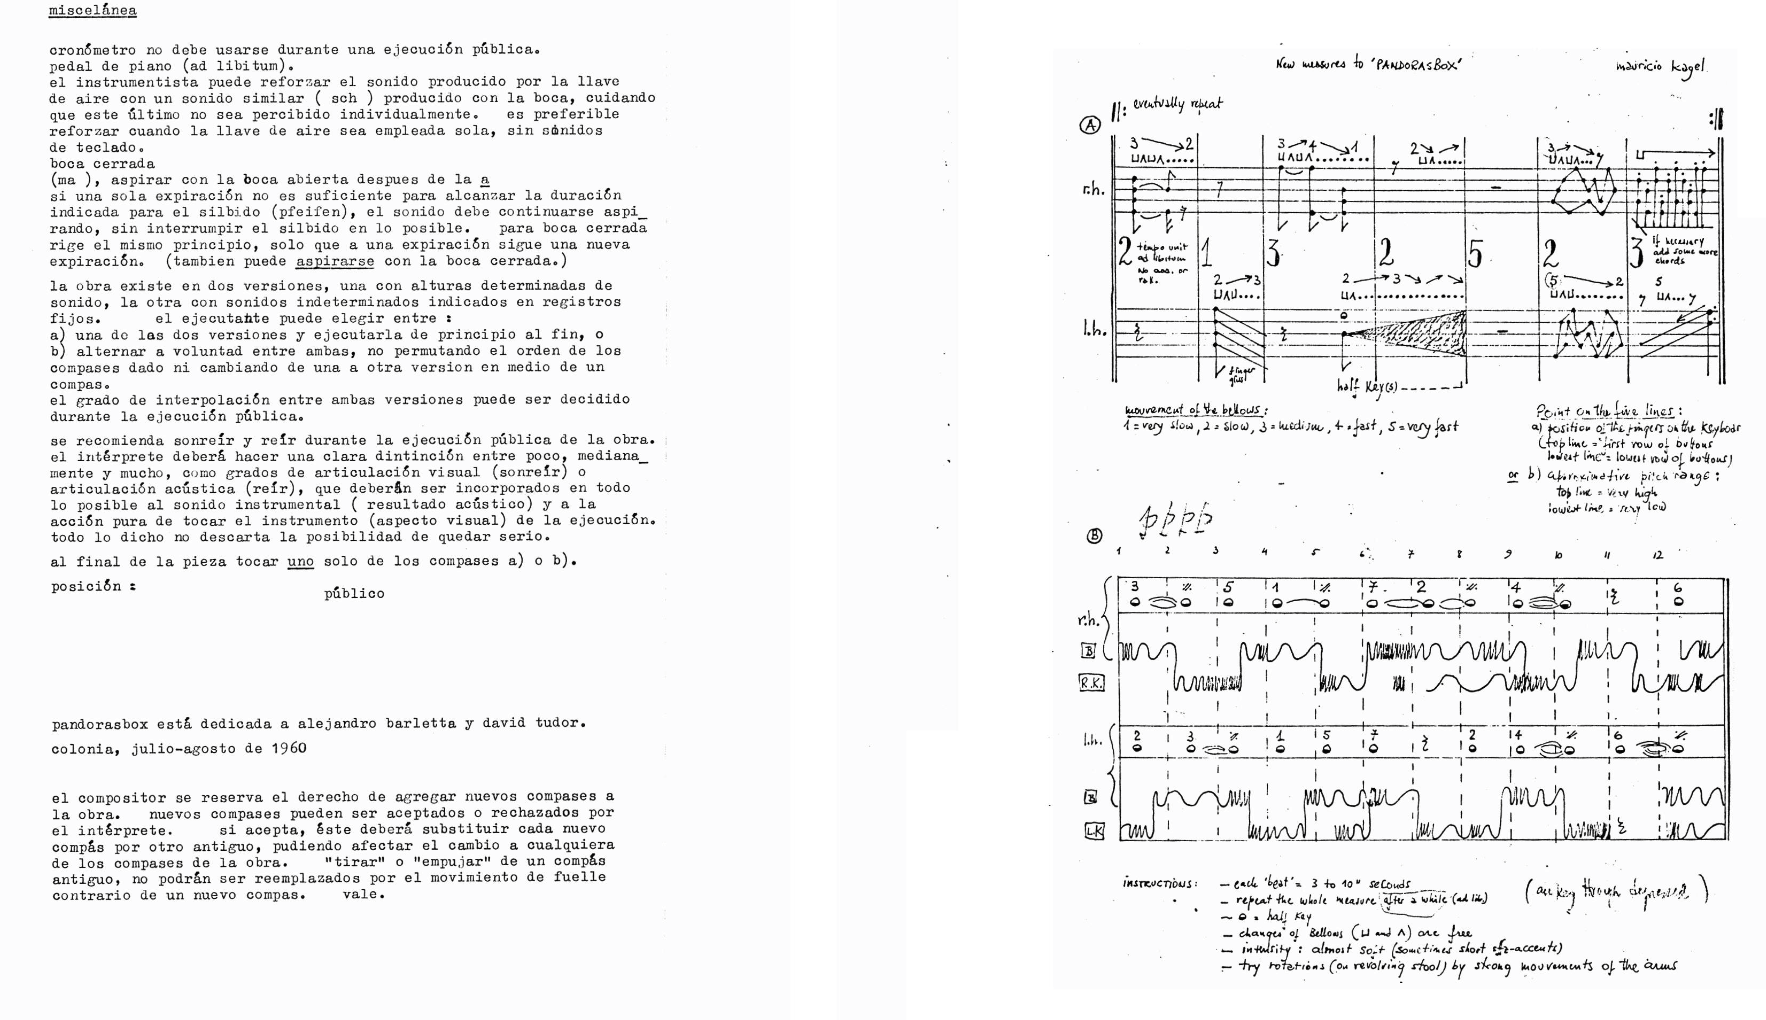 miscelánea
cronómetro no debe usarse durante una ejecución pública.
pedal de piano (ad libitum).
el instrumentista puede reforzar el sonido producido por la llave
de aire con un sonido similar ( sch ) producido con la boca, cuidando
que este último no sea percibido individualmente. es preferible
reforzar cuando la llave de aire sea empleada sola, sin sonidos
de teclado.
boca cerrada
(ma ), aspirar con la boca abierta despues de la a
si una sola expiración no es suficiente para alcanzar la duración
indicada para el silbido (pfeifen), el sonido debe continuarse aspi_
rando, sin interrumpir el silbido en lo posible. para boca cerrada
rige el mismo principio, solo que a una expiración sigue una nueva
expiración. (tambien puede aspirarse con la boca cerrada.)
la obra existe en dos versiones, una con alturas determinadas de
sonido, la otra con sonidos indeterminados indicados en registros
fijos. el ejecutante puede elegir entre :
a) una de las dos versiones y ejecutarla de principio al fin, o
b) alternar a voluntad entre ambas, no permutando el orden de los
compases dado ni cambiando de una a otra version en medio de un
compas.
el grado de interpolación entre ambas versiones puede ser decidido
durante la ejecución pública.
se recomienda sonreír y reír durante la ejecución pública de la obra.
el intérprete deberá hacer una clara dintinción entre poco, mediana_
mente y mucho, como grados de articulación visual (sonreír) o
articulación acústica (reír), que deberán ser incorporados en todo
lo posible al sonido instrumental ( resultado acústico) y a la
acción pura de tocar el instrumento (aspecto visual) de la ejecución.
todo lo dicho no descarta la posibilidad de quedar serio.
al final de la pieza tocar uno solo de los compases a) o b).
posición :
público
pandorasbox está dedicada a alejandro barletta y david tudor.
colonia, julio-agosto de 1960
el compositor se reserva el derecho de agregar nuevos compases a
la obra. nuevos compases pueden ser aceptados o rechazados por
el intérprete. si acepta, éste deberá substituir cada nuevo
compás por otro antiguo, pudiendo afectar el cambio a cualquiera
de los compases de la obra. "tirar" o "empujar" de un compás
antiguo, no podrán ser reemplazados por el movimiento de fuelle
contrario de un nuevo compas. vale.
New measures to 'PANDORASBOX'
mauricio kagel
eventually repeat
A
3 2 3 4 1 2 3
r.h.
2 1 3 2 5 2 3
tempo unit
ad libitum
No acc. or
rak.
if necessary
add some more
chords
2 3 2 3 5 2 5
l.h.
finger
gliss
half key(s)
mouvement of the bellows :
1 = very slow, 2 = slow, 3 = medium, 4 = fast, 5 = very fast
Point on the five lines :
a) position of the fingers on the keyboar
(top line = first row of buttons
lowest line = lowest row of buttons)
or b) approximative pitch range :
top line = very high
lowest line = very low
pppp
B
1 2 3 4 5 6 7 8 9 10 11 12
3 5 1 7 2 4 6
r.h.
B
R.K.
l.h.
2 3 1 5 7 2 4 6
B
LK
INSTRUCTIONS :
— each 'beat' = 3 to 10" seconds
(air key through depressed)
— repeat the whole measure after a while (ad lib.)
— = half key
— changes of Bellows (⊔ and Λ) are free
— intensity : almost soft (sometimes short sfz-accents)
— try rotations (on revolving stool) by strong mouvements of the arms